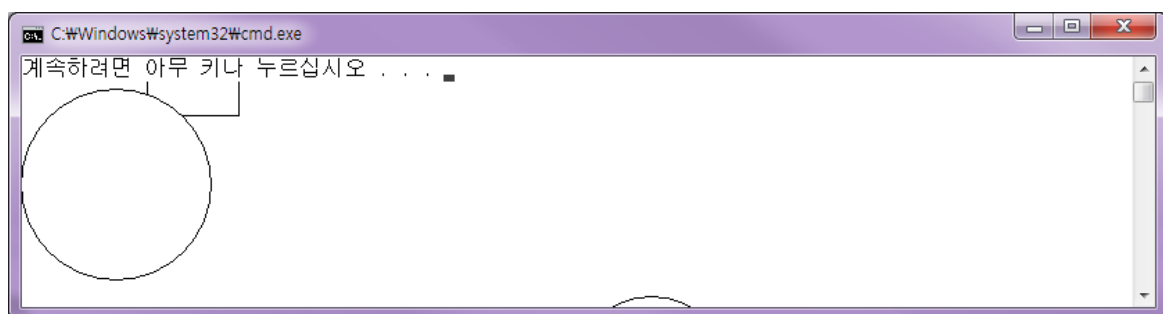 C:₩Windows₩system32₩cmd.exe
계속하려면 아무 키나 누르십시오 . . .